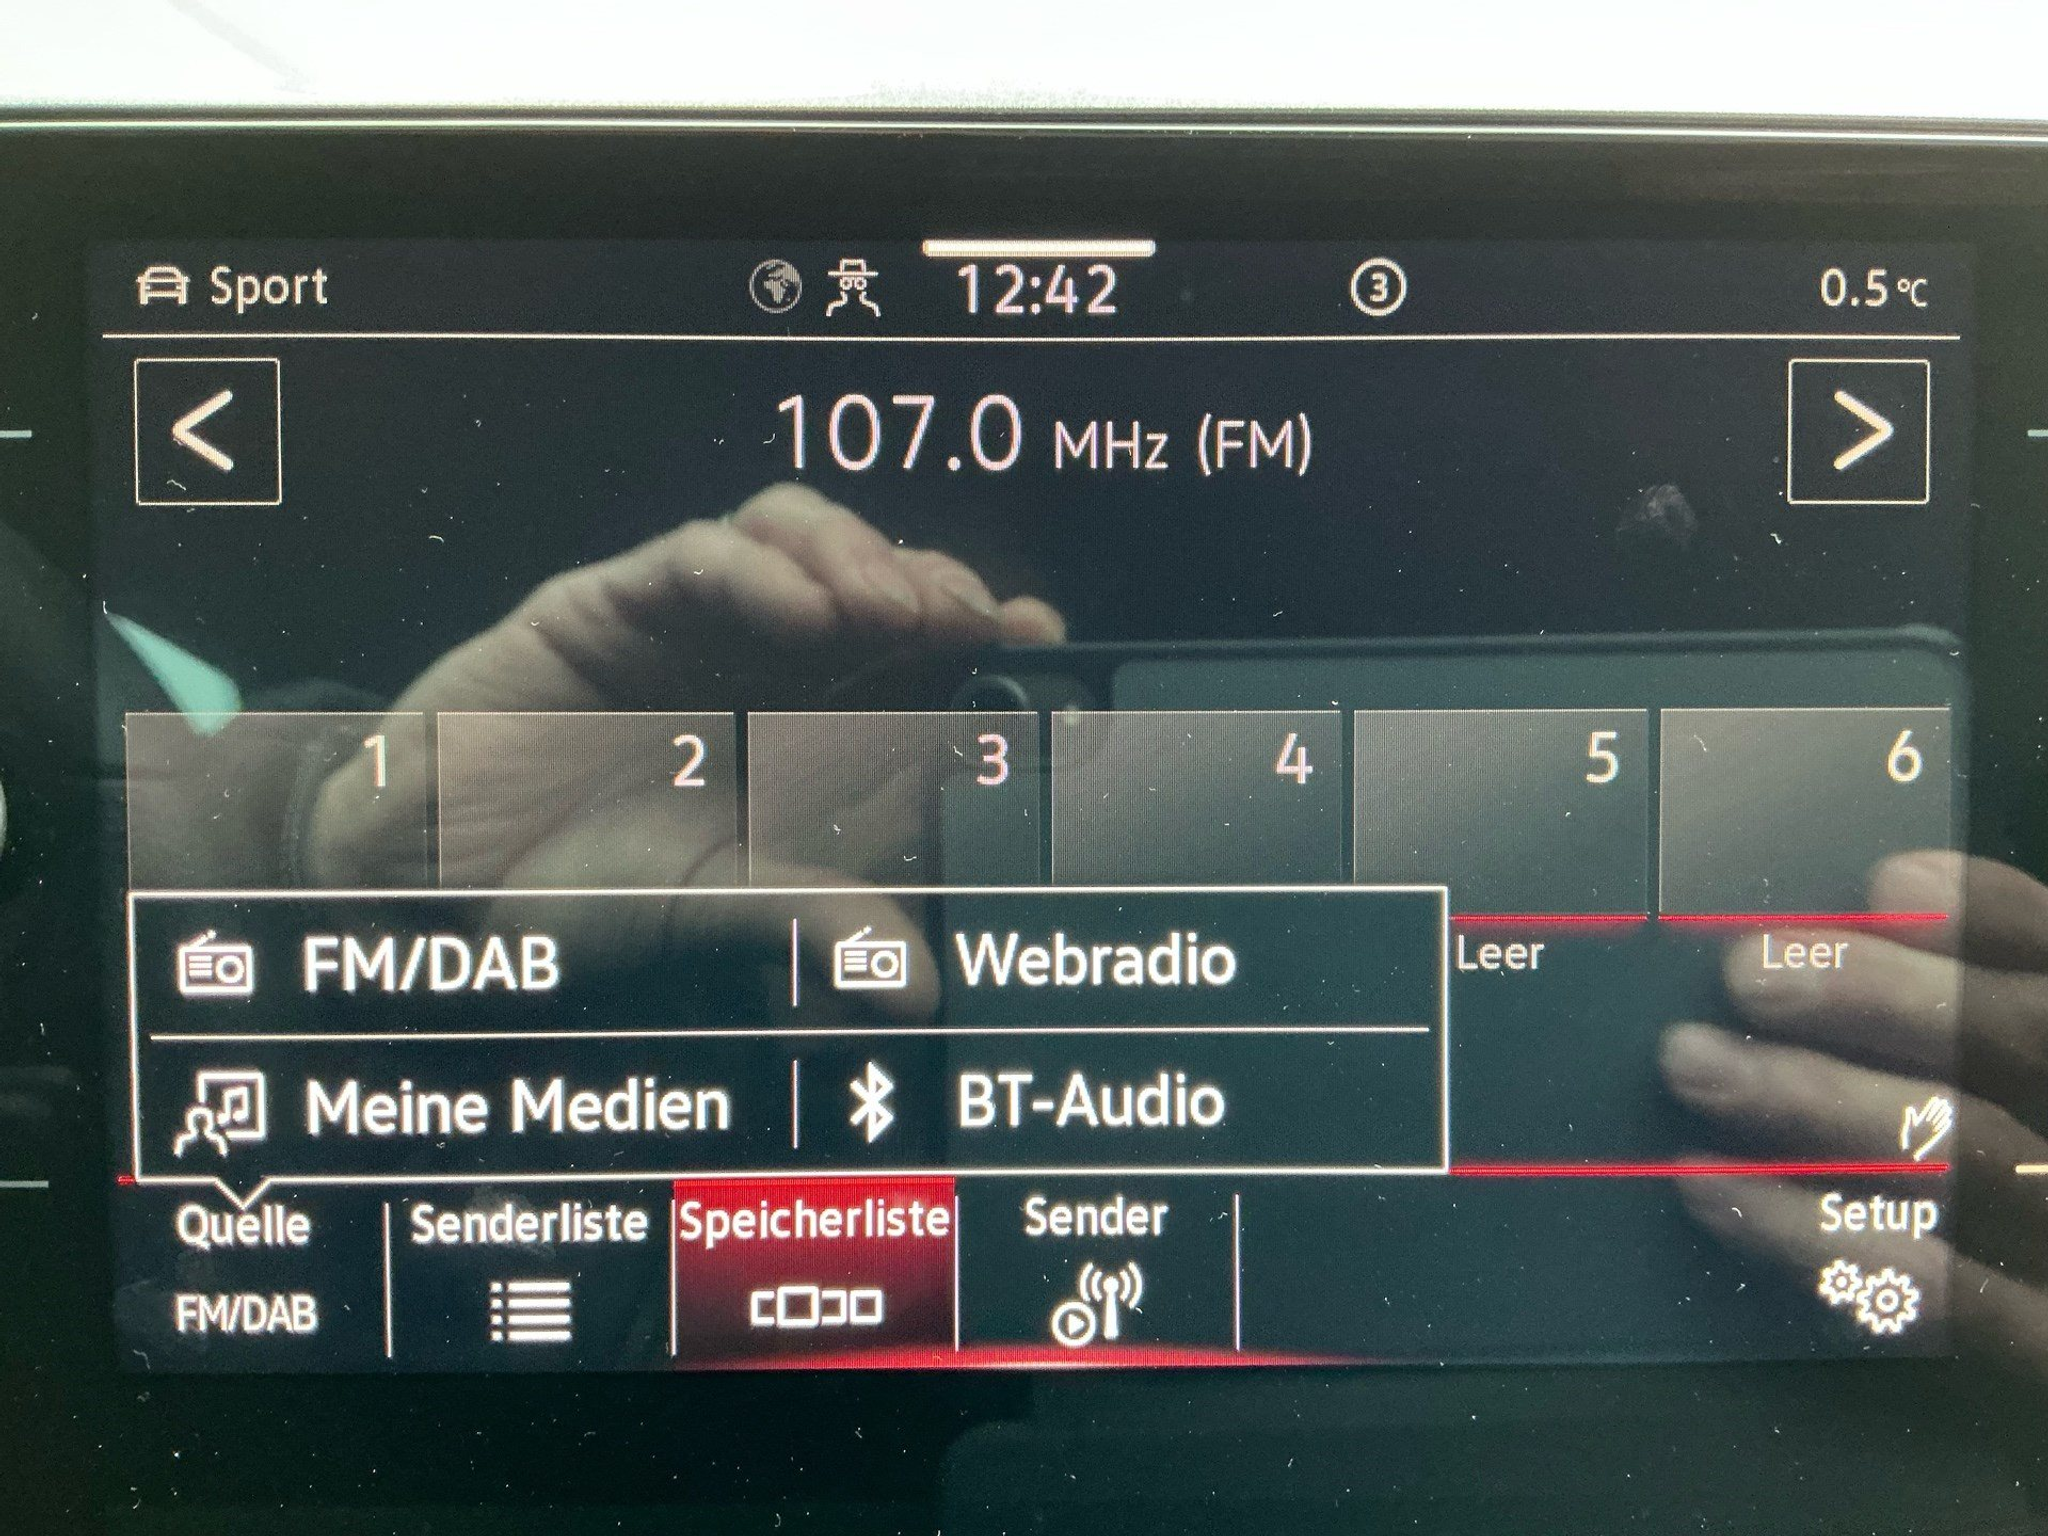 Sport 12:42 3 0.5 °C
< 107.0 MHz (FM) >
1 2 3 4 5 6
FM/DAB Webradio
Leer Leer
Meine Medien BT-Audio
Quelle Senderliste Speicherliste Sender Setup
FM/DAB